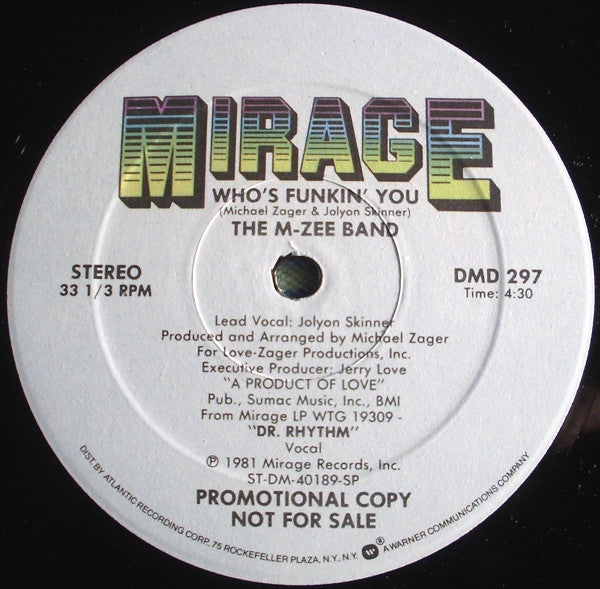 MIRAGE
WHO'S FUNKIN' YOU
(Michael Zager & Jolyon Skinner)
THE M-ZEE BAND
STEREO
33 1/3 RPM
DMD 297
Time: 4:30
Lead Vocal: Jolyon Skinner
Produced and Arranged by Michael Zager
For Love-Zager Productions, Inc.
Executive Producer: Jerry Love
"A PRODUCT OF LOVE"
Pub., Sumac Music, Inc., BMI
From Mirage LP WTG 19309 -
"DR. RHYTHM"
Vocal
℗ 1981 Mirage Records, Inc.
ST-DM-40189-SP
PROMOTIONAL COPY
NOT FOR SALE
DIST. BY ATLANTIC RECORDING CORP. 75 ROCKEFELLER PLAZA, N.Y., N.Y. W ® A WARNER COMMUNICATIONS COMPANY